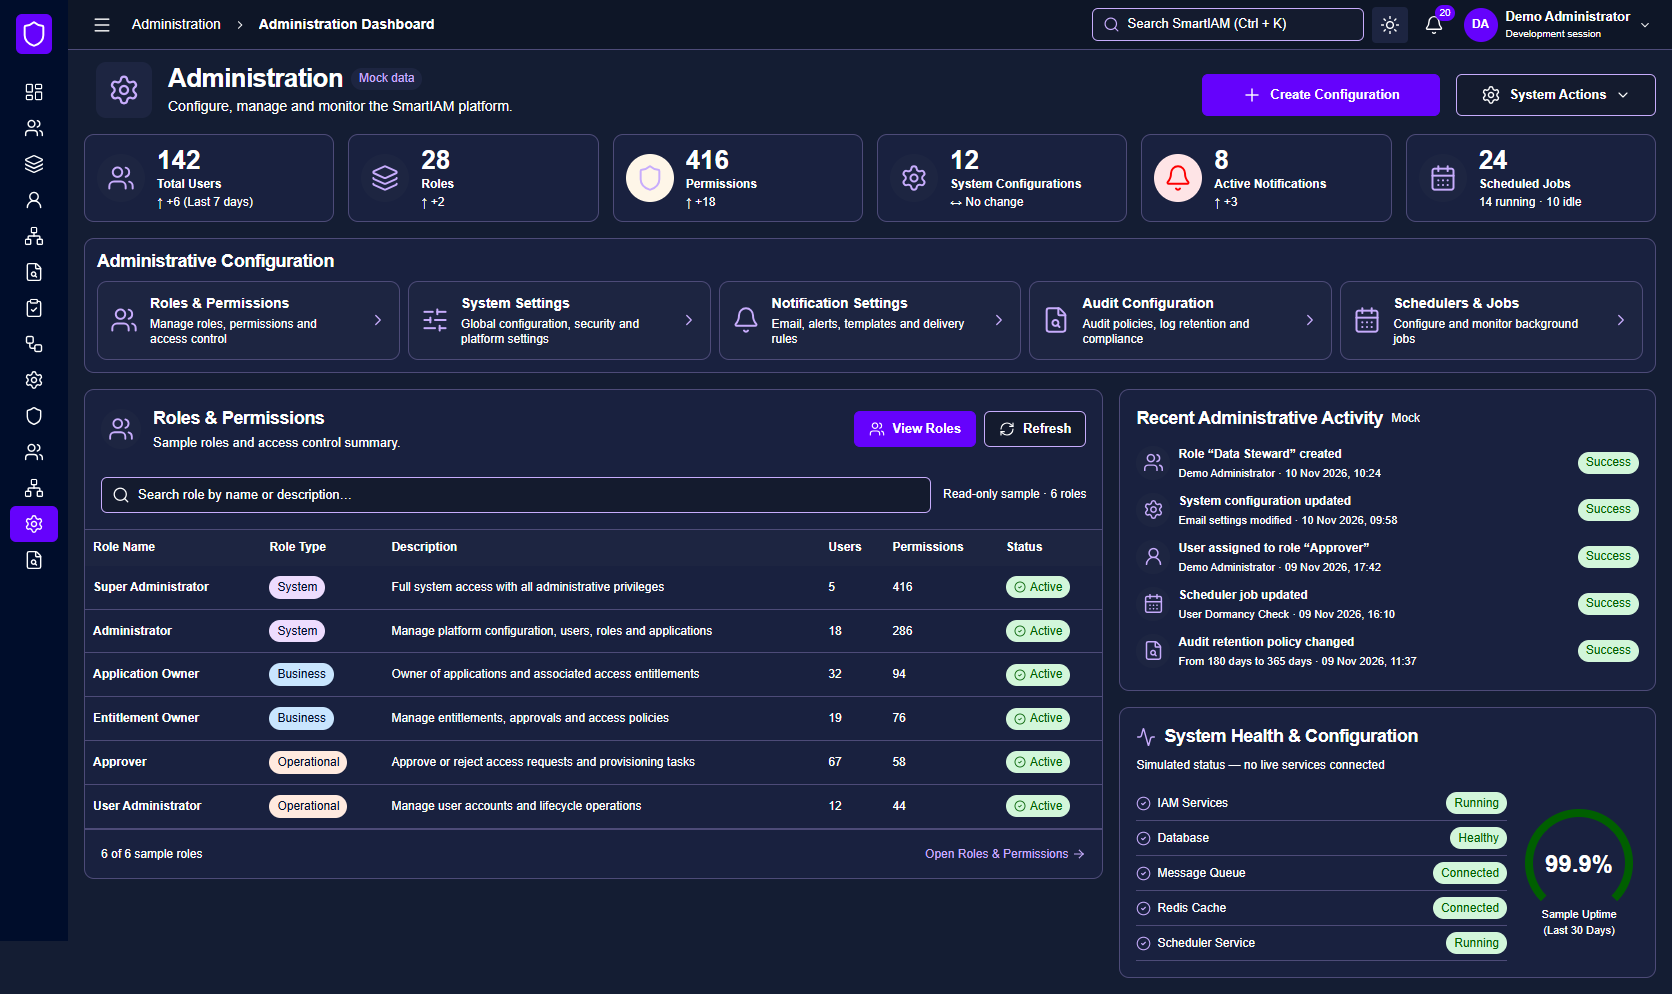 Administration > Administration Dashboard
Search SmartIAM (Ctrl + K)
20
DA
Demo Administrator
Development session
Administration
Mock data
Configure, manage and monitor the SmartIAM platform.
Create Configuration
System Actions
142
Total Users
↑ +6 (Last 7 days)
28
Roles
↑ +2
416
Permissions
↑ +18
12
System Configurations
↔ No change
8
Active Notifications
↑ +3
24
Scheduled Jobs
14 running · 10 idle
Administrative Configuration
Roles & Permissions
Manage roles, permissions and
access control
System Settings
Global configuration, security and
platform settings
Notification Settings
Email, alerts, templates and delivery
rules
Audit Configuration
Audit policies, log retention and
compliance
Schedulers & Jobs
Configure and monitor background
jobs
Roles & Permissions
Sample roles and access control summary.
View Roles
Refresh
Search role by name or description...
Read-only sample · 6 roles
Role Name Role Type Description Users Permissions Status
Super Administrator System Full system access with all administrative privileges 5 416 Active
Administrator System Manage platform configuration, users, roles and applications 18 286 Active
Application Owner Business Owner of applications and associated access entitlements 32 94 Active
Entitlement Owner Business Manage entitlements, approvals and access policies 19 76 Active
Approver Operational Approve or reject access requests and provisioning tasks 67 58 Active
User Administrator Operational Manage user accounts and lifecycle operations 12 44 Active
6 of 6 sample roles
Open Roles & Permissions →
Recent Administrative Activity Mock
Role “Data Steward” created
Demo Administrator · 10 Nov 2026, 10:24
Success
System configuration updated
Email settings modified · 10 Nov 2026, 09:58
Success
User assigned to role “Approver”
Demo Administrator · 09 Nov 2026, 17:42
Success
Scheduler job updated
User Dormancy Check · 09 Nov 2026, 16:10
Success
Audit retention policy changed
From 180 days to 365 days · 09 Nov 2026, 11:37
Success
System Health & Configuration
Simulated status — no live services connected
IAM Services Running
Database Healthy
Message Queue Connected
Redis Cache Connected
Scheduler Service Running
99.9%
Sample Uptime
(Last 30 Days)